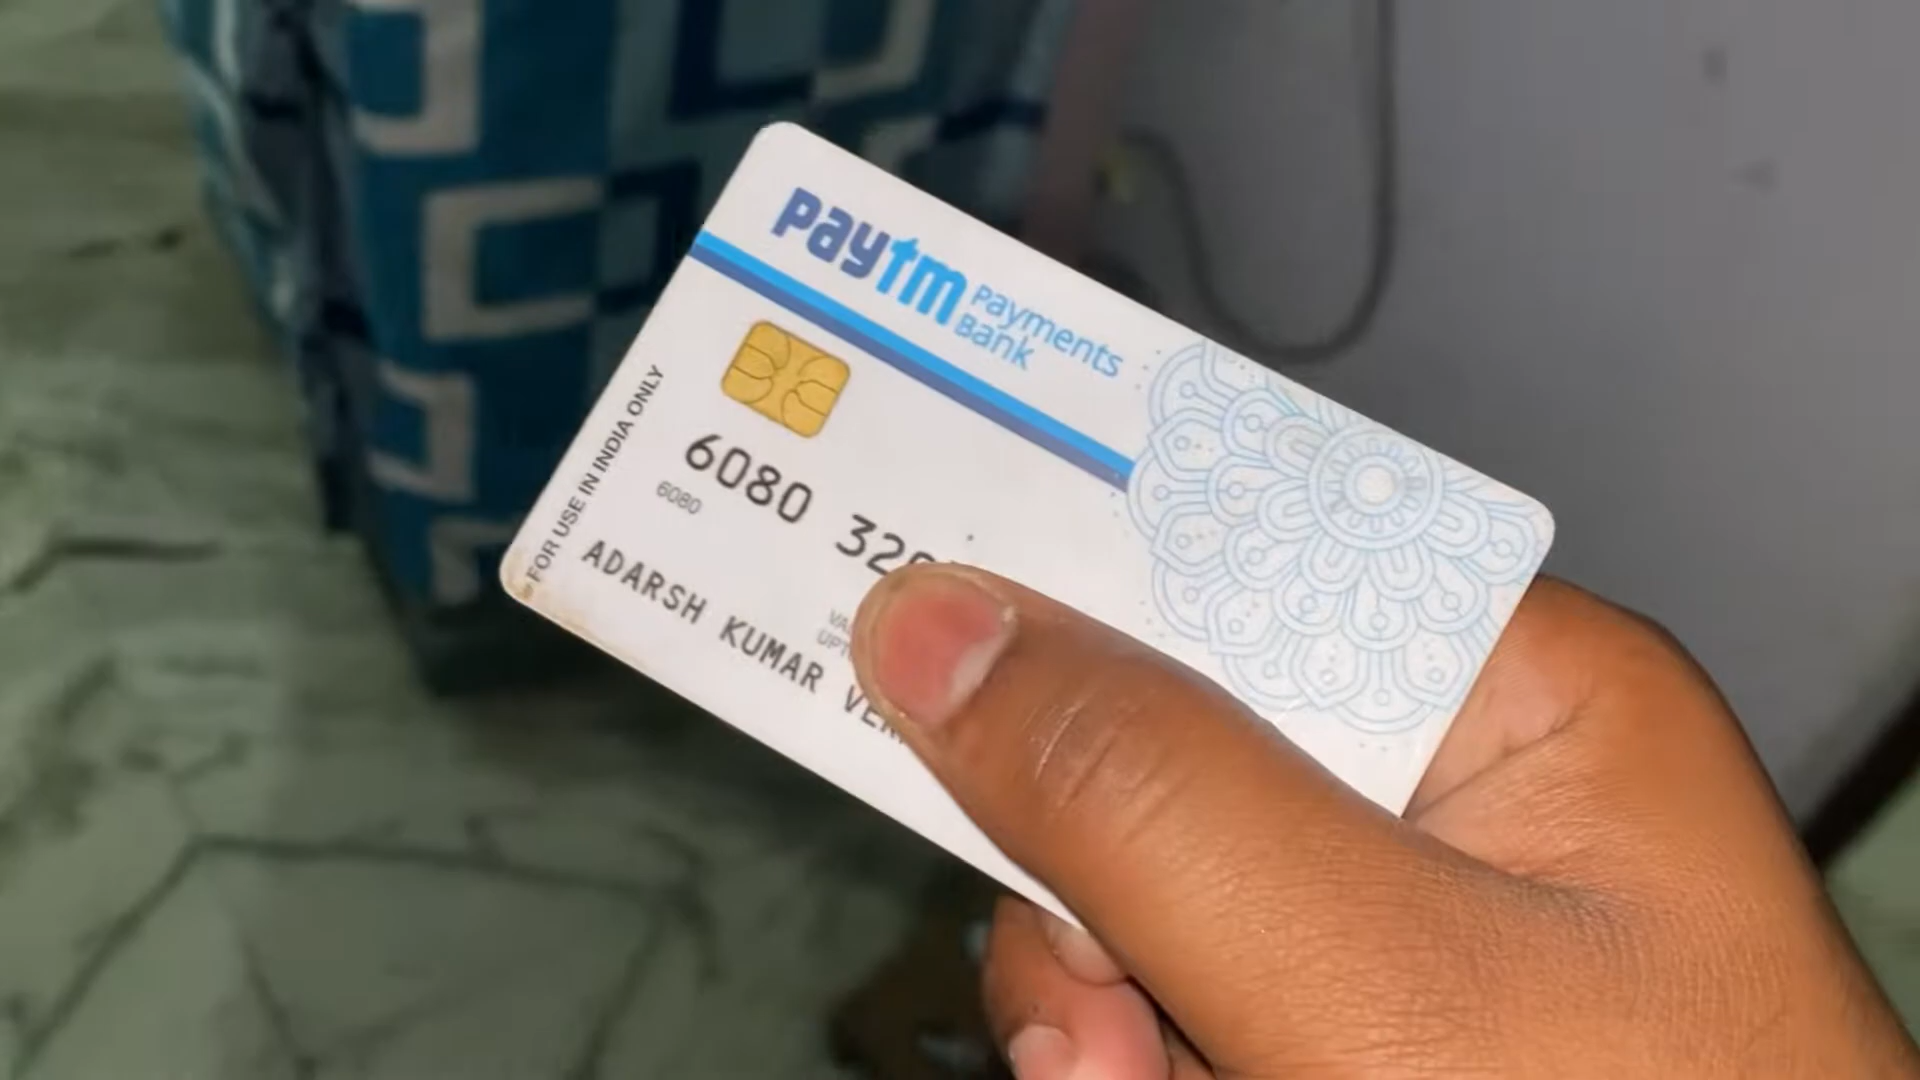 paytm Payments
Bank
FOR USE IN INDIA ONLY
6080 32
6080
ADARSH KUMAR